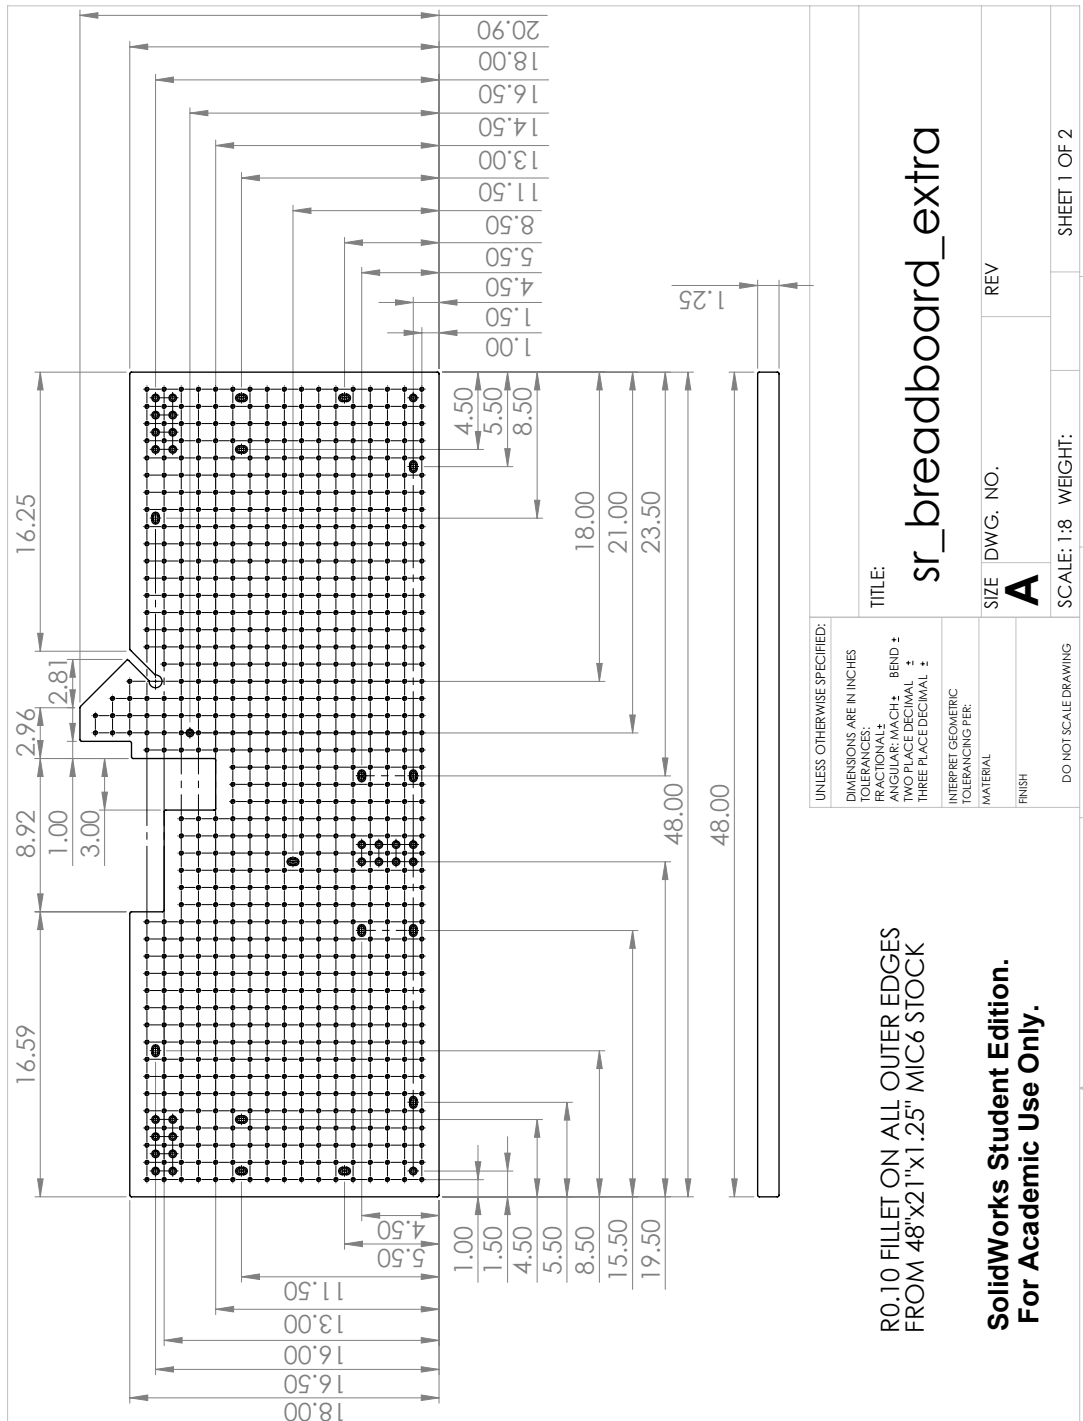 20.90
18.00
16.50
14.50
13.00
11.50
8.50
5.50
4.50
1.50
1.00
16.25
2.81
2.96
1.00
3.00
8.92
16.59
4.50
5.50
8.50
18.00
21.00
23.50
48.00
1.00
1.50
4.50
5.50
8.50
15.50
19.50
4.50
5.50
11.50
13.00
16.00
16.50
18.00
1.25
48.00
R0.10 FILLET ON ALL OUTER EDGES
FROM 48"x21"x1.25" MIC6 STOCK
SolidWorks Student Edition.
For Academic Use Only.
UNLESS OTHERWISE SPECIFIED:
DIMENSIONS ARE IN INCHES
TOLERANCES:
FRACTIONAL±
ANGULAR: MACH± BEND ±
TWO PLACE DECIMAL ±
THREE PLACE DECIMAL ±
INTERPRET GEOMETRIC
TOLERANCING PER:
MATERIAL
FINISH
DO NOT SCALE DRAWING
TITLE:
sr_breadboard_extra
SIZE
A
DWG. NO.
REV
SCALE: 1:8
WEIGHT:
SHEET 1 OF 2